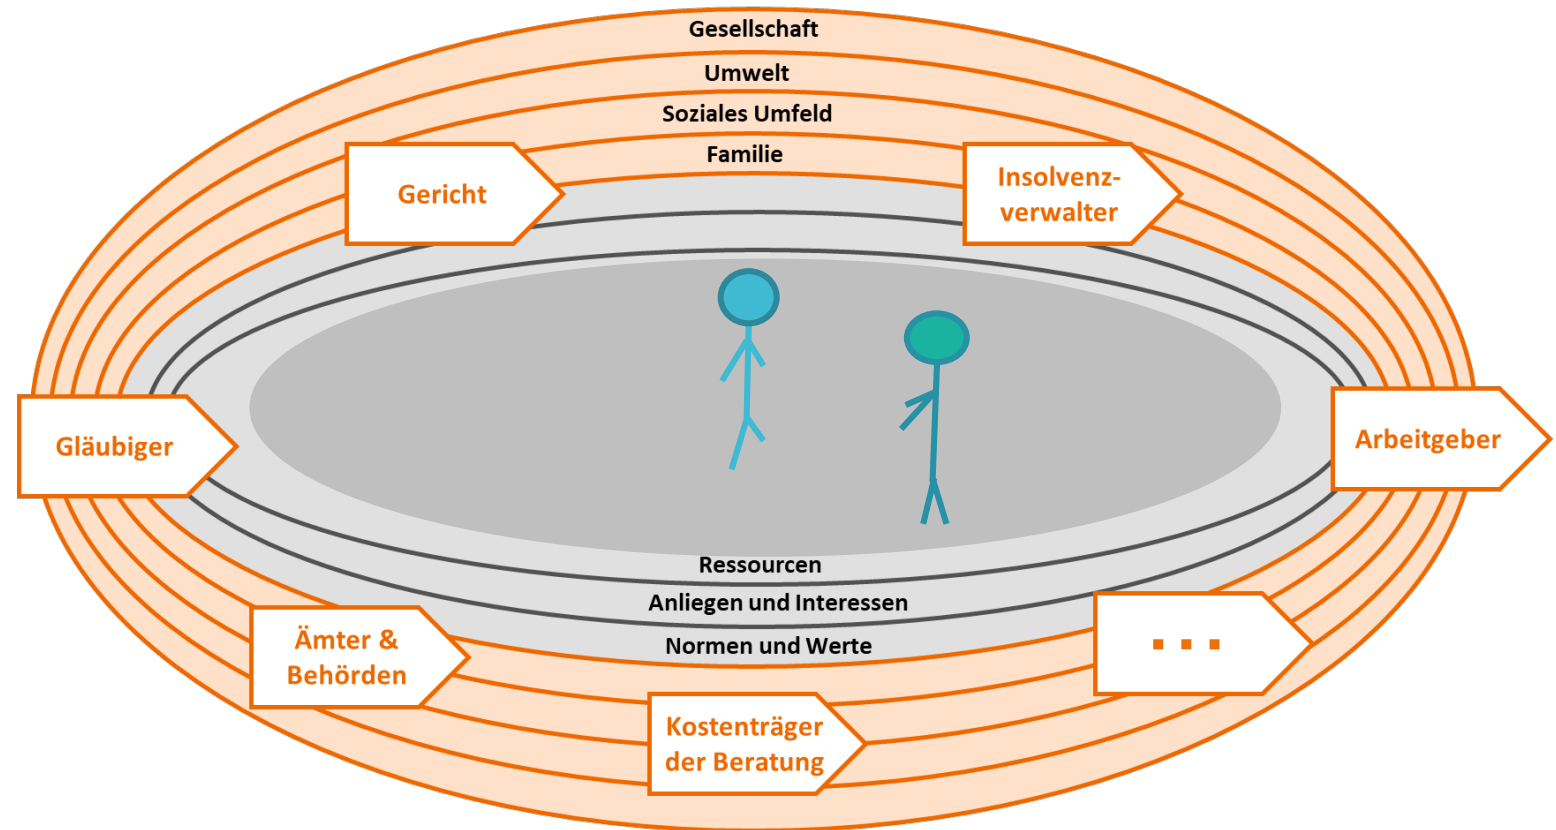 Gesellschaft
Umwelt
Soziales Umfeld
Familie
Gericht
Insolvenz-
verwalter
Gläubiger
Arbeitgeber
Ressourcen
Anliegen und Interessen
Normen und Werte
Ämter &
Behörden
...
Kostenträger
der Beratung